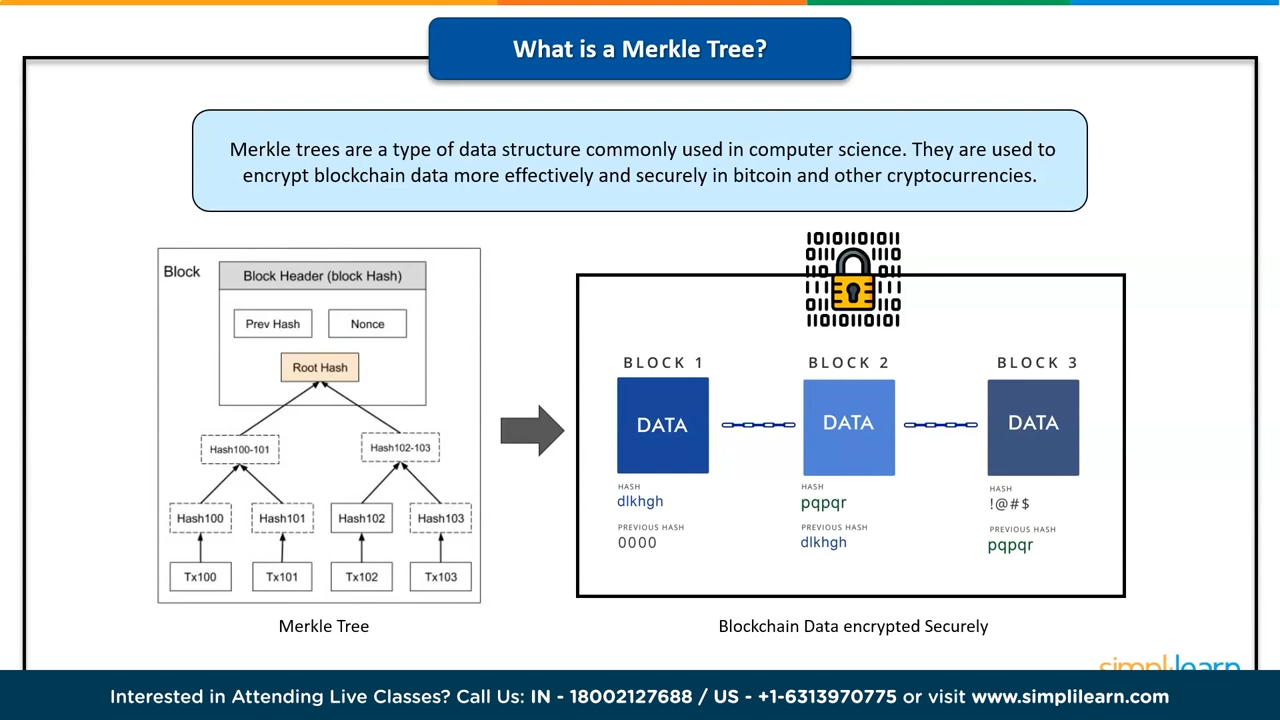 What is a Merkle Tree?
Merkle trees are a type of data structure commonly used in computer science. They are used to
encrypt blockchain data more effectively and securely in bitcoin and other cryptocurrencies.
Block
Block Header (block Hash)
Prev Hash
Nonce
Root Hash
Hash100-101
Hash102-103
Hash100
Hash101
Hash102
Hash103
Tx100
Tx101
Tx102
Tx103
Merkle Tree
01011011011
BLOCK 1
BLOCK 2
BLOCK 3
DATA
DATA
DATA
HASH
dlkhgh
PREVIOUS HASH
0000
HASH
pqpqr
PREVIOUS HASH
dlkhgh
HASH
!@#$
PREVIOUS HASH
pqpqr
Blockchain Data encrypted Securely
simplilearn
Interested in Attending Live Classes? Call Us: IN - 18002127688 / US - +1-6313970775 or visit www.simplilearn.com